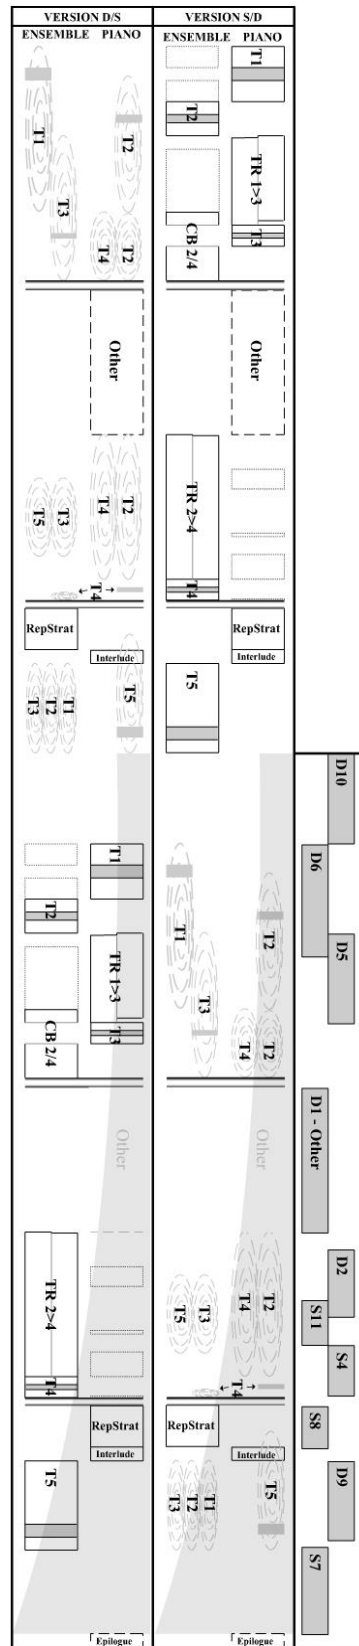 VERSION D/S
VERSION S/D
ENSEMBLE PIANO
ENSEMBLE PIANO
T1
T2
T3
T4
T2
T1
T2
TR 1>3
T3
CB 2/4
Other
Other
T5
T3
T4
T2
T4
TR 2>4
T4
RepStrat
Interlude
RepStrat
Interlude
T3
T2
T1
T5
T5
D10
D6
D5
T1
T2
TR 1>3
T3
CB 2/4
T1
T2
T3
T4
T2
Other
Other
D1 - Other
TR 2>4
T4
T5
T3
T4
T2
T4
D2
S11
S4
RepStrat
Interlude
T5
RepStrat
Interlude
T3
T2
T1
T5
S8
D9
S7
Epilogue
Epilogue